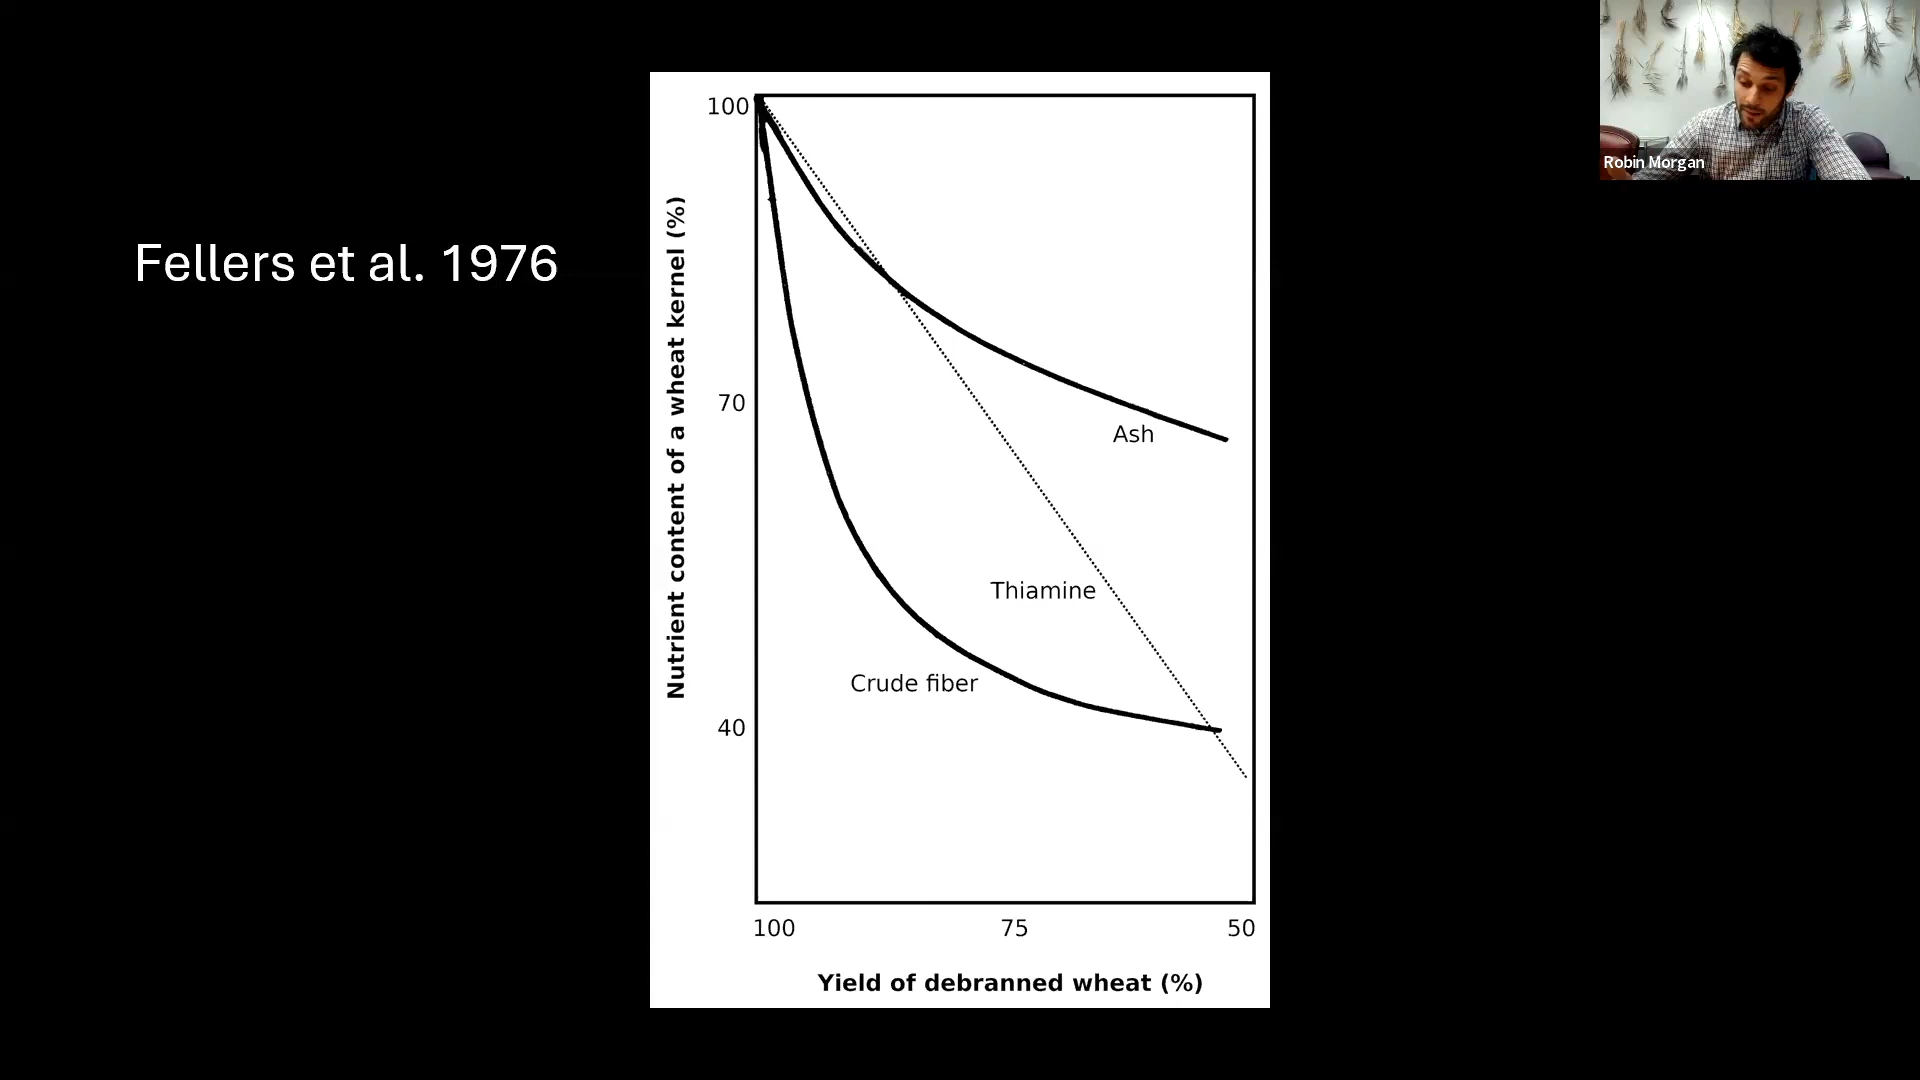 Fellers et al. 1976
Nutrient content of a wheat kernel (%)
100
70
40
Ash
Thiamine
Crude fiber
100 75 50
Yield of debranned wheat (%)
Robin Morgan